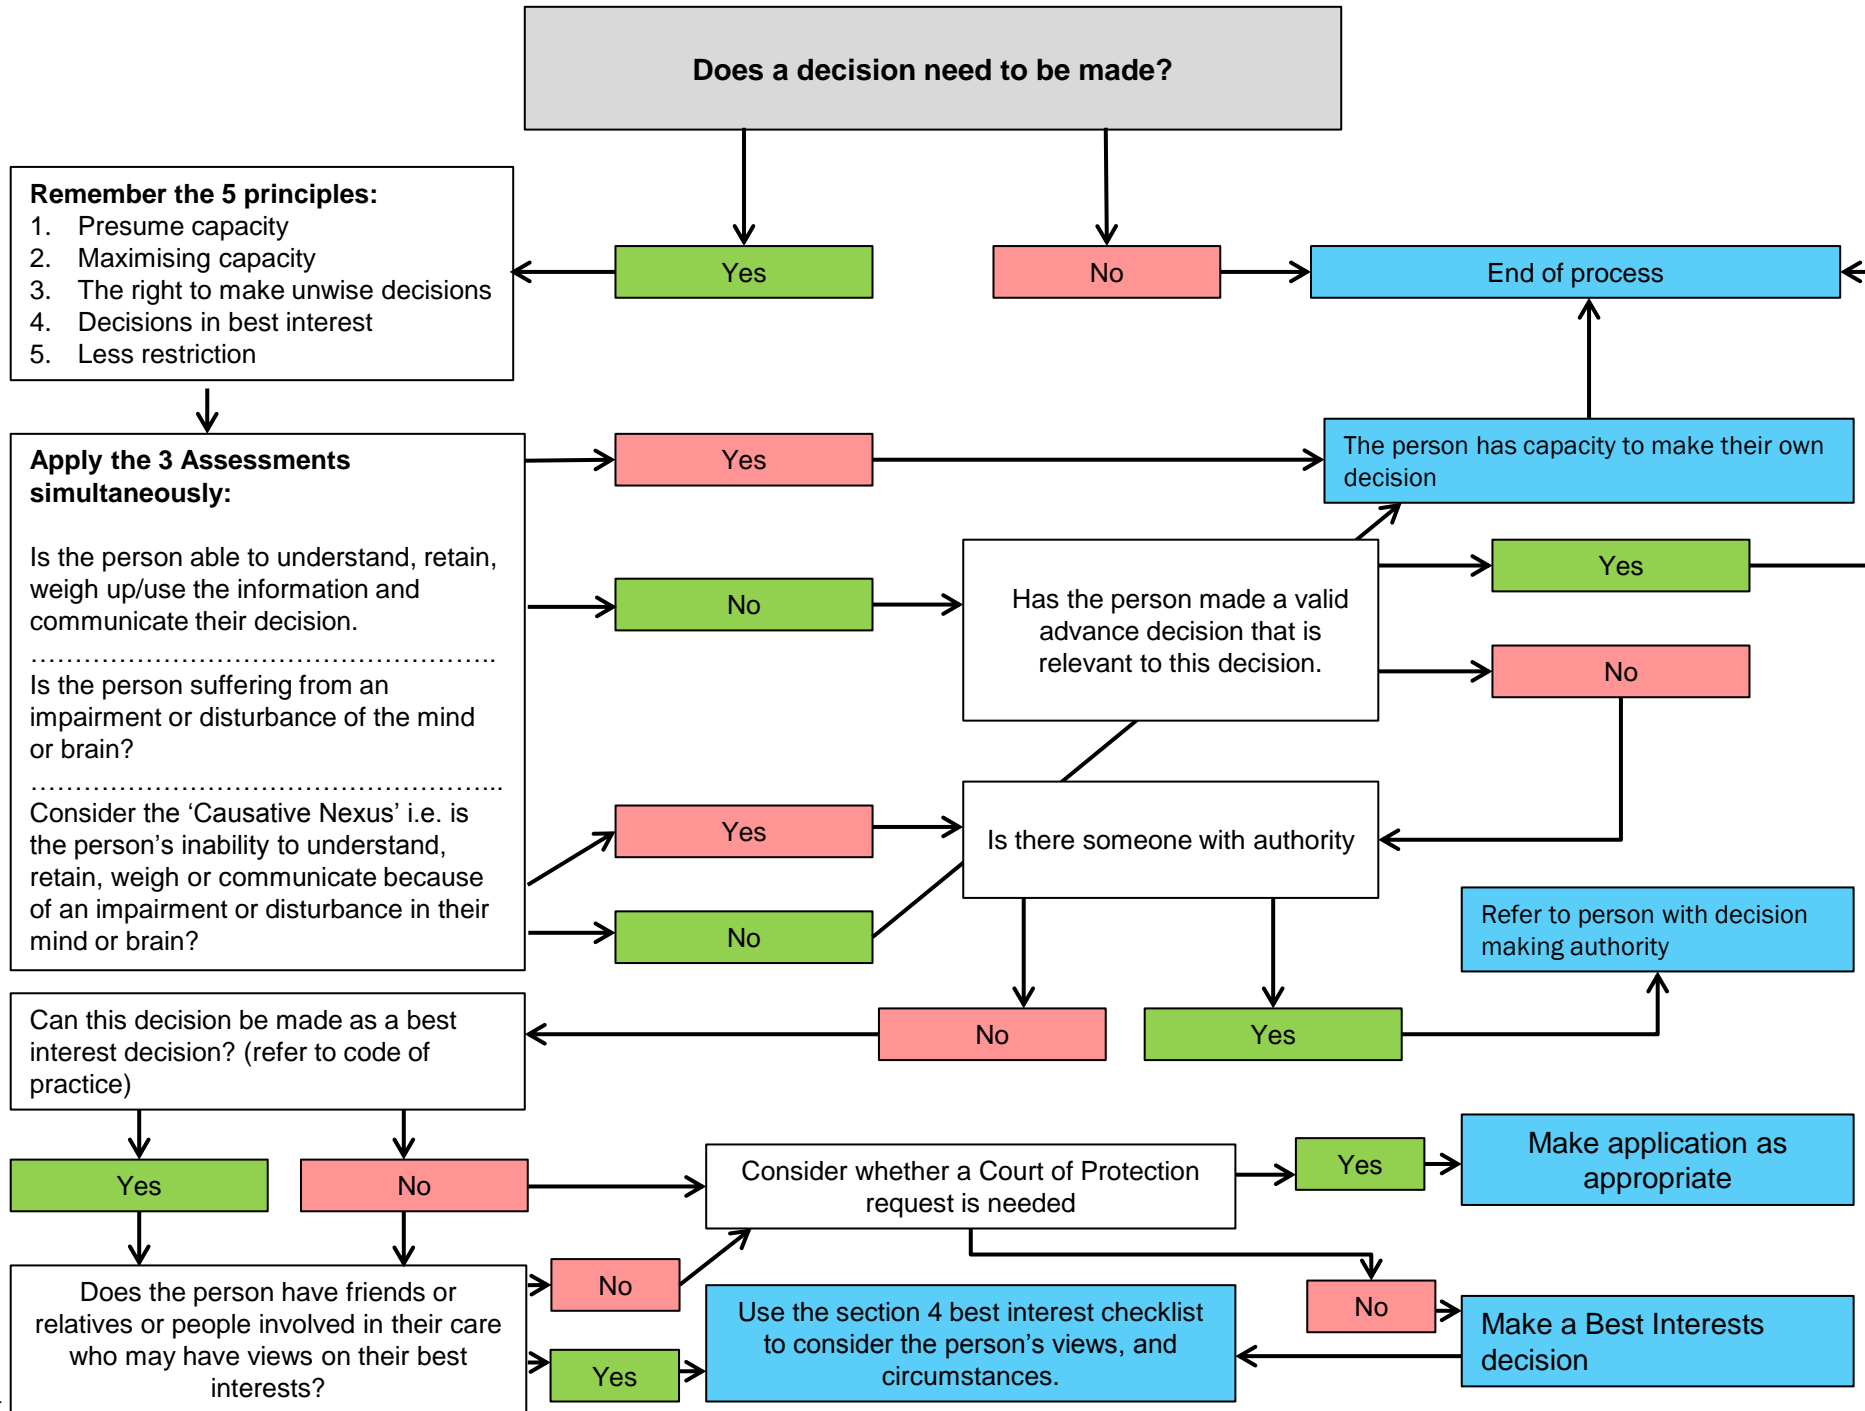 Does a decision need to be made?
Remember the 5 principles:
1. Presume capacity
2. Maximising capacity
3. The right to make unwise decisions
4. Decisions in best interest
5. Less restriction
Yes
No
End of process
Apply the 3 Assessments
simultaneously:
Is the person able to understand, retain,
weigh up/use the information and
communicate their decision.
………………………………………………..
Is the person suffering from an
impairment or disturbance of the mind
or brain?
………………………………………………...
Consider the ‘Causative Nexus’ i.e. is
the person’s inability to understand,
retain, weigh or communicate because
of an impairment or disturbance in their
mind or brain?
Yes
The person has capacity to make their own
decision
No
Has the person made a valid
advance decision that is
relevant to this decision.
Yes
No
Yes
Is there someone with authority
No
Refer to person with decision
making authority
No
Yes
Can this decision be made as a best
interest decision? (refer to code of
practice)
Yes
No
Consider whether a Court of Protection
request is needed
Yes
Make application as
appropriate
Does the person have friends or
relatives or people involved in their care
who may have views on their best
interests?
No
Yes
Use the section 4 best interest checklist
to consider the person’s views, and
circumstances.
No
Make a Best Interests
decision